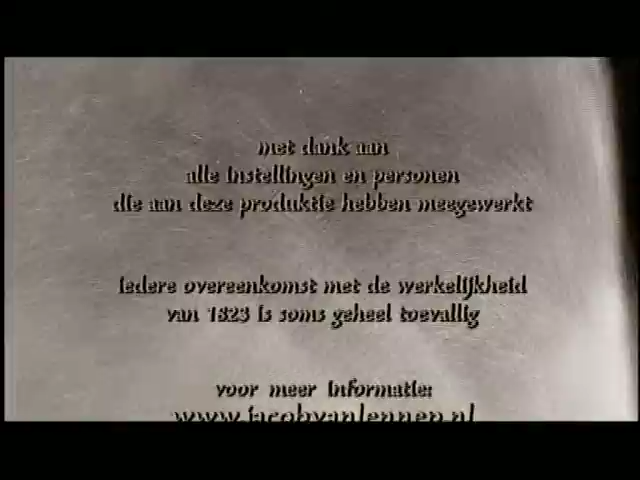 met dank aan
alle instellingen en personen
die aan deze produktie hebben meegewerkt
iedere overeenkomst met de werkelijkheid
van 1823 is soms geheel toevallig
voor meer informatie:
www.jacobvanlennep.nl